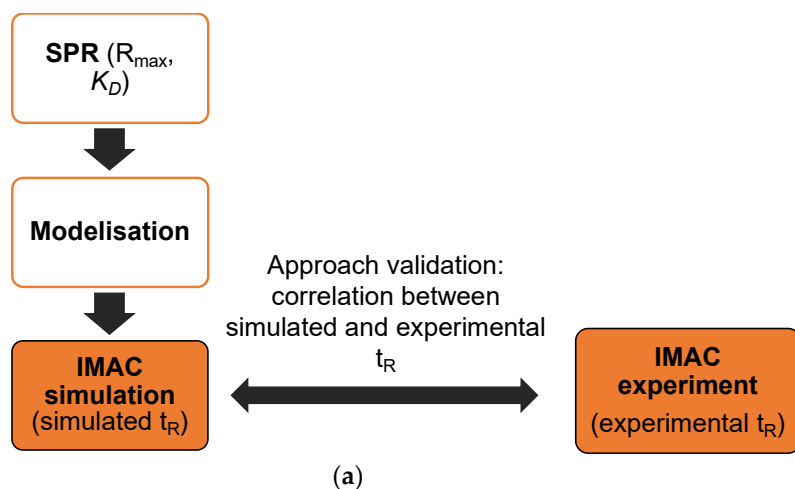 SPR (Rmax,
KD)
Modelisation
Approach validation:
correlation between
simulated and experimental
tR
IMAC
simulation
(simulated tR)
IMAC
experiment
(experimental tR)
(a)